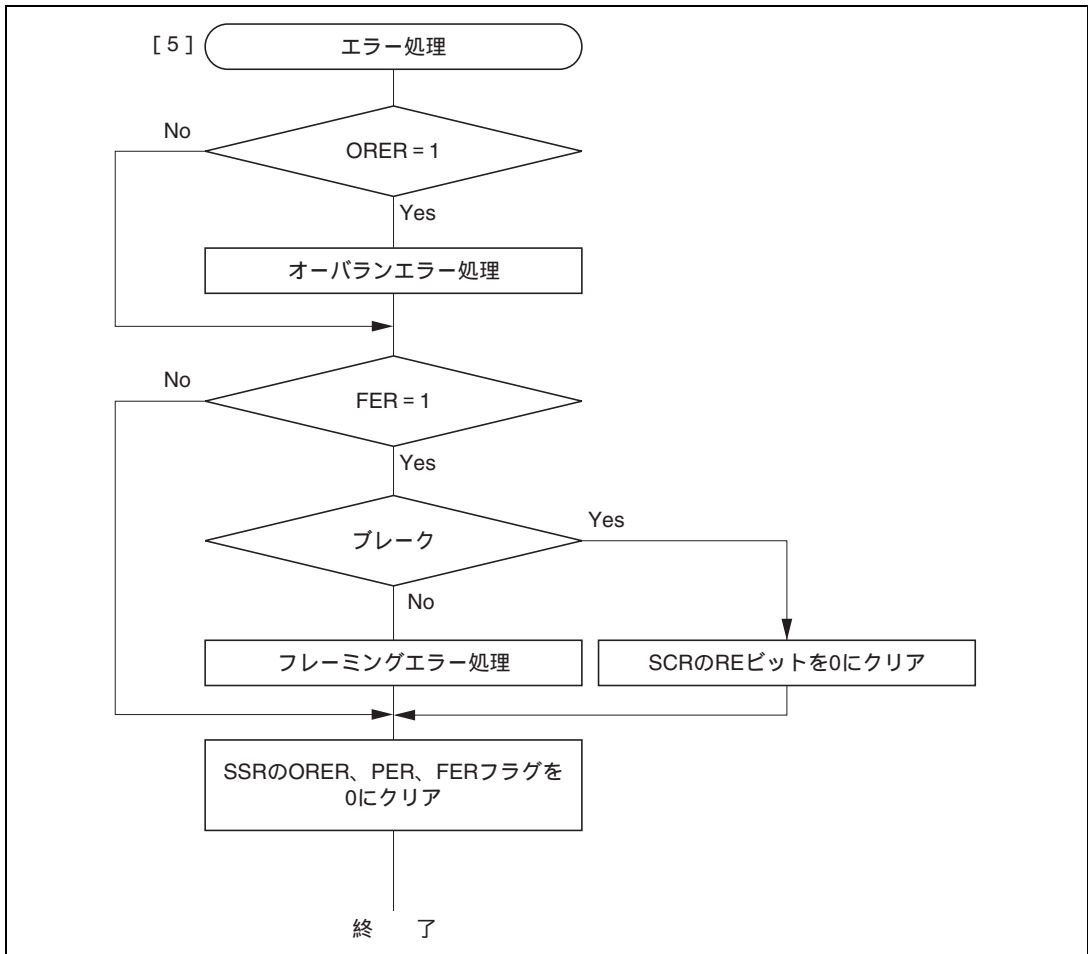 [ 5 ]
エラー処理
No
ORER = 1
Yes
オーバランエラー処理
No
FER = 1
Yes
ブレーク
Yes
No
フレーミングエラー処理
SCRのREビットを0にクリア
SSRのORER、PER、FERフラグを
0にクリア
終 了